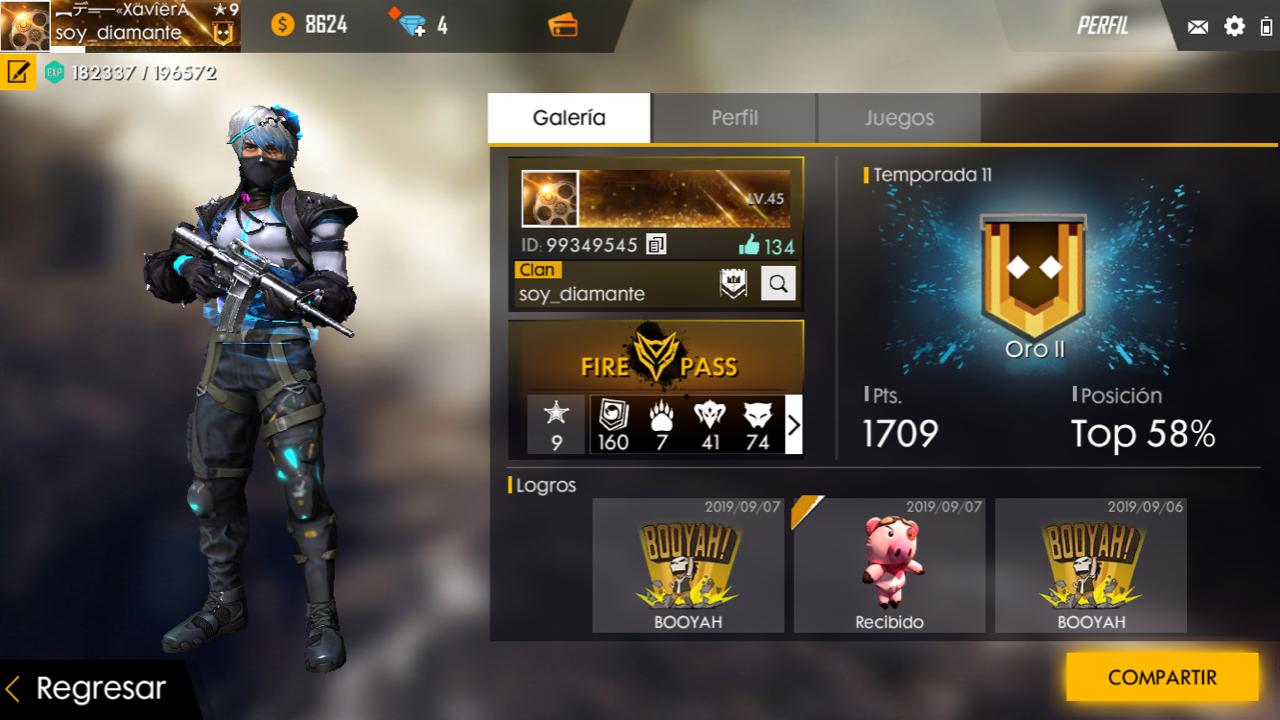 ︻デ═一«XäviërÄ ★9
soy_diamante
8624
4
PERFIL
EXP 182337 / 196572
Galería
Perfil
Juegos
LV.45
ID: 99349545
134
Clan
soy_diamante
FIRE PASS
9
160
7
41
74
Temporada 11
Oro II
Pts.
1709
Posición
Top 58%
Logros
2019/09/07
BOOYAH!
BOOYAH
2019/09/07
Recibido
2019/09/06
BOOYAH!
BOOYAH
Regresar
COMPARTIR